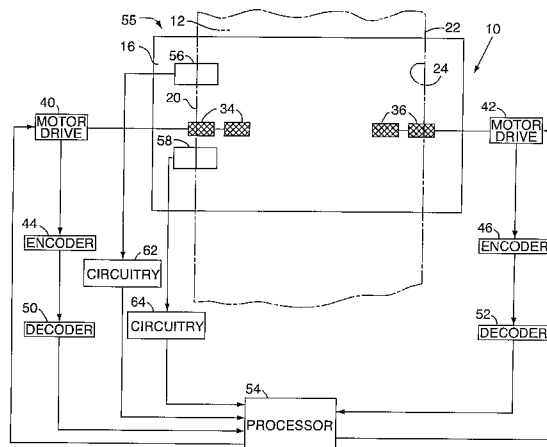 55
12
22
10
16
56
24
20
34
36
40
MOTOR
DRIVE
42
MOTOR
DRIVE
58
44
ENCODER
46
ENCODER
62
CIRCUITRY
50
DECODER
64
CIRCUITRY
52
DECODER
54
PROCESSOR